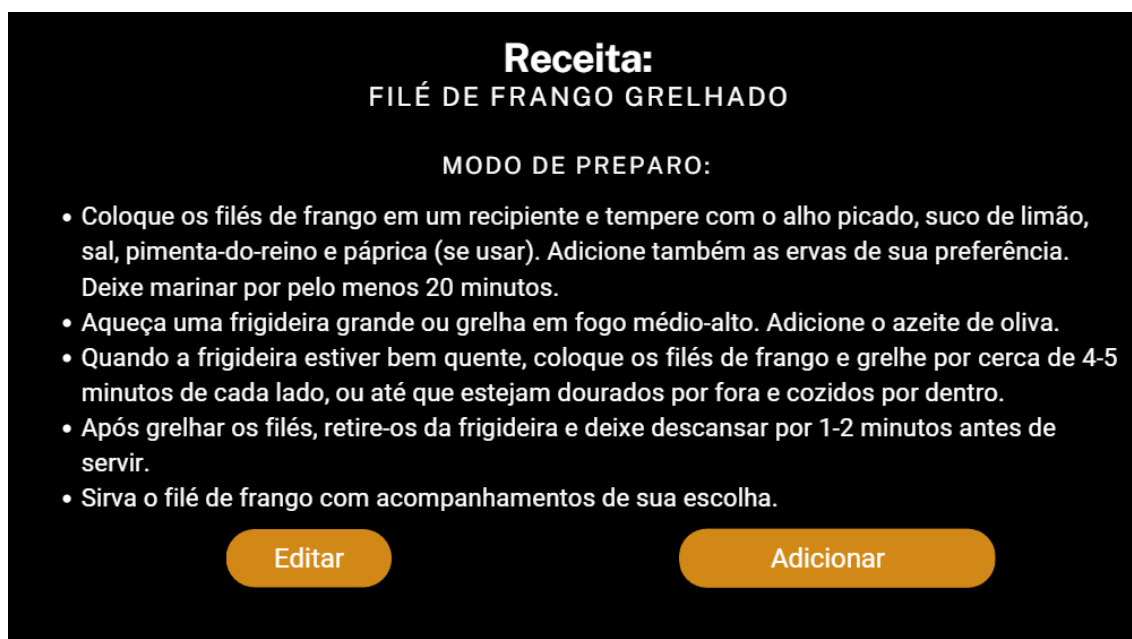 Receita:
FILÉ DE FRANGO GRELHADO
MODO DE PREPARO:
• Coloque os filés de frango em um recipiente e tempere com o alho picado, suco de limão,
sal, pimenta-do-reino e páprica (se usar). Adicione também as ervas de sua preferência.
Deixe marinar por pelo menos 20 minutos.
• Aqueça uma frigideira grande ou grelha em fogo médio-alto. Adicione o azeite de oliva.
• Quando a frigideira estiver bem quente, coloque os filés de frango e grelhe por cerca de 4-5
minutos de cada lado, ou até que estejam dourados por fora e cozidos por dentro.
• Após grelhar os filés, retire-os da frigideira e deixe descansar por 1-2 minutos antes de
servir.
• Sirva o filé de frango com acompanhamentos de sua escolha.
Editar
Adicionar